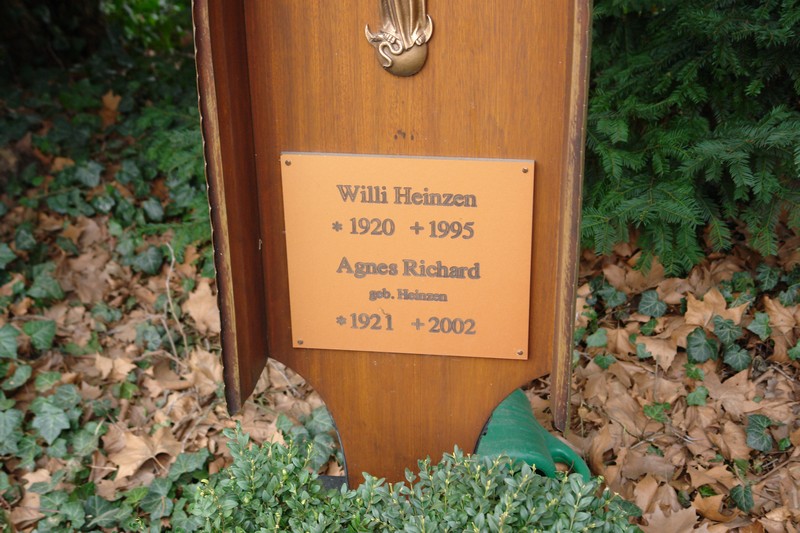 Willi Heinzen
* 1920 + 1995
Agnes Richard
geb. Heinzen
* 1921 + 2002